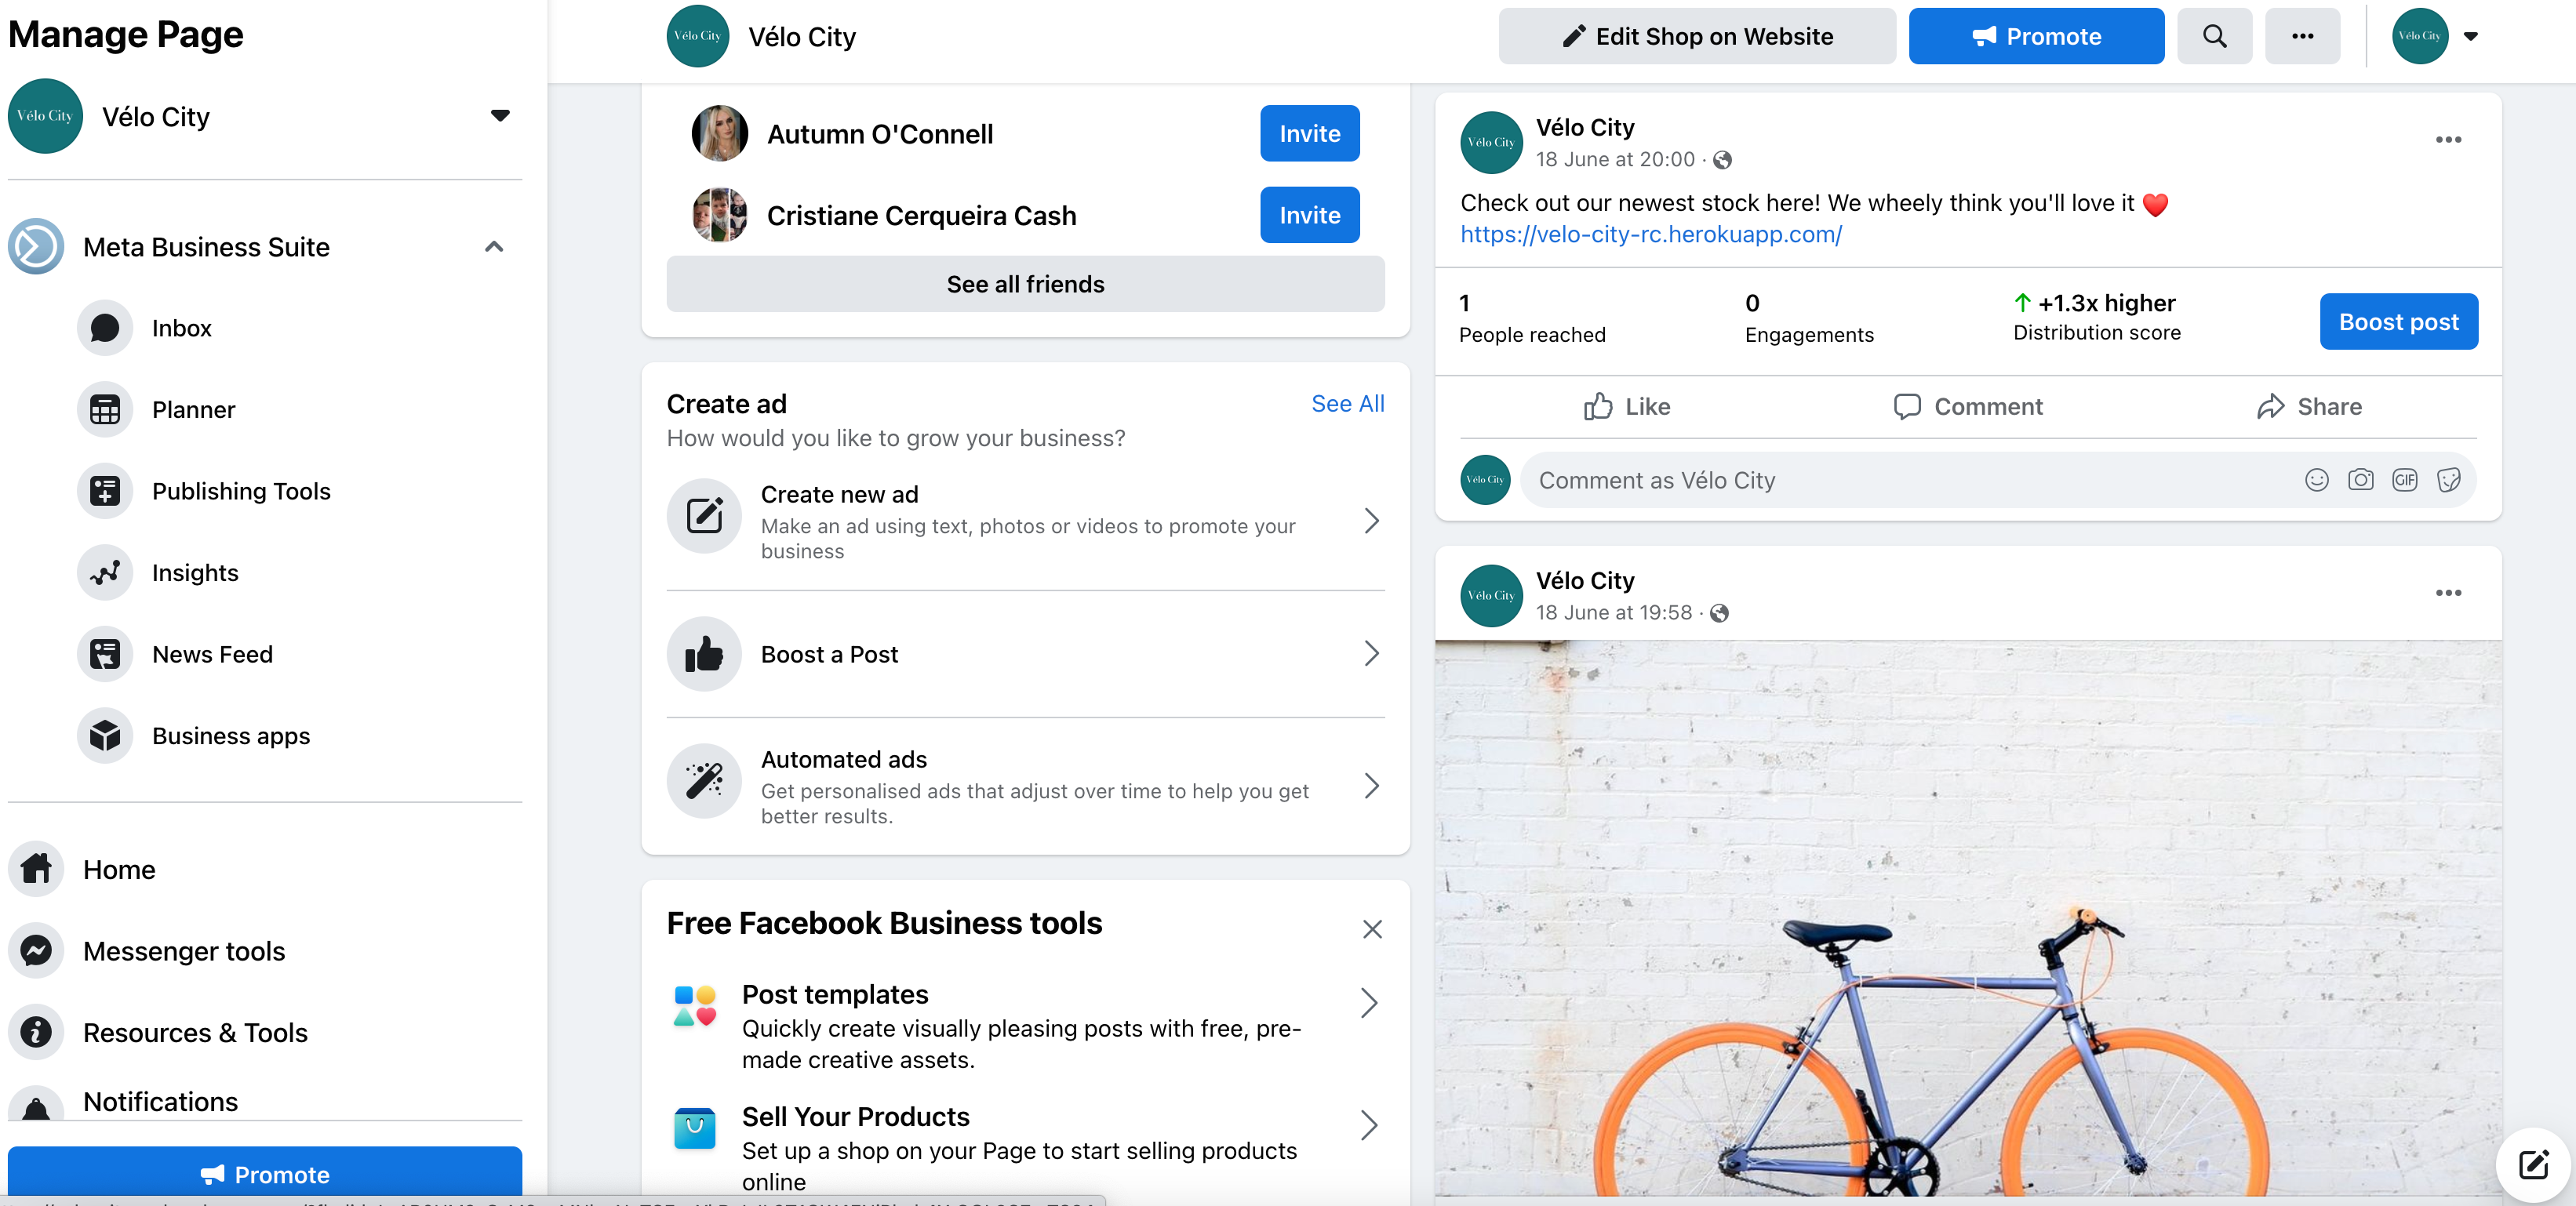 Manage Page
Vélo City
Vélo City
Meta Business Suite
Inbox
Planner
Publishing Tools
Insights
News Feed
Business apps
Home
Messenger tools
Resources & Tools
Notifications
Promote
Vélo City
Vélo City
Edit Shop on Website
Promote
Vélo City
Autumn O'Connell
Invite
Cristiane Cerqueira Cash
Invite
See all friends
Create ad
See All
How would you like to grow your business?
Create new ad
Make an ad using text, photos or videos to promote your
business
Boost a Post
Automated ads
Get personalised ads that adjust over time to help you get
better results.
Free Facebook Business tools
Post templates
Quickly create visually pleasing posts with free, pre-
made creative assets.
Sell Your Products
Set up a shop on your Page to start selling products
online
Vélo City
Vélo City
18 June at 20:00 ·
Check out our newest stock here! We wheely think you'll love it ❤️
https://velo-city-rc.herokuapp.com/
1
People reached
0
Engagements
+1.3x higher
Distribution score
Boost post
Like
Comment
Share
Vélo City
Comment as Vélo City
GIF
Vélo City
Vélo City
18 June at 19:58 ·